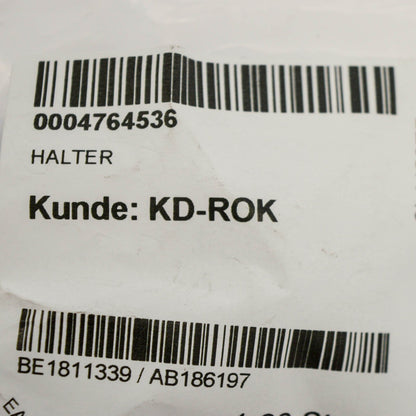 0004764536
HALTER
Kunde: KD-ROK
BE1811339 / AB186197